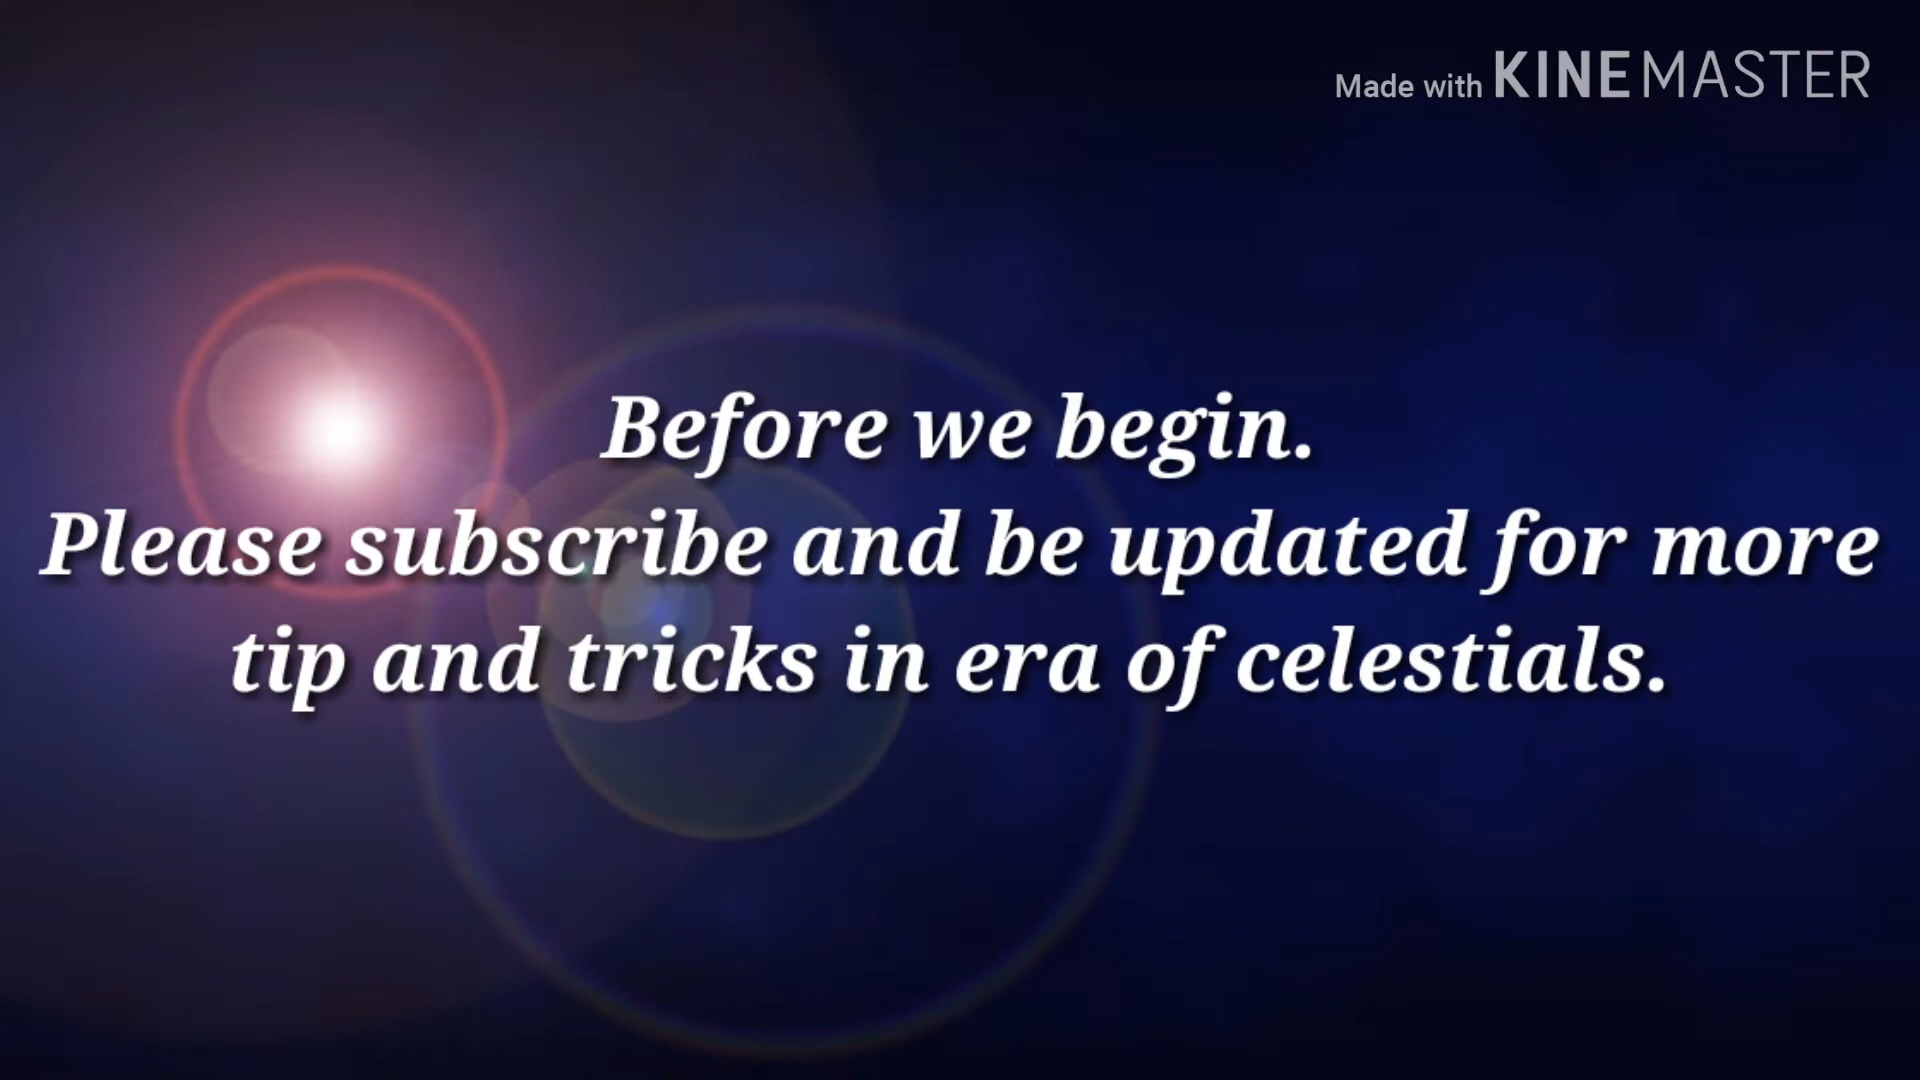 Made with KINEMASTER
Before we begin.
Please subscribe and be updated for more
tip and tricks in era of celestials.